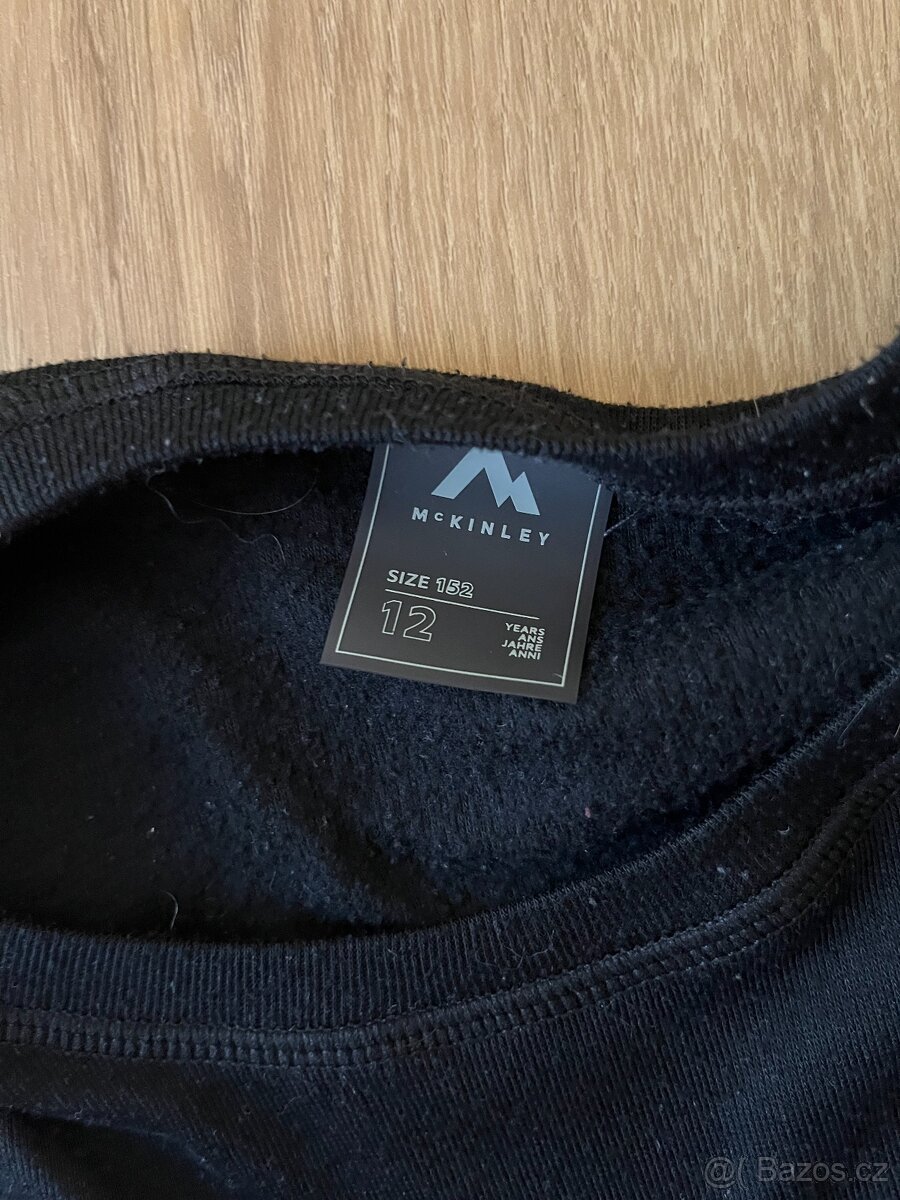 McKINLEY
SIZE 152
12
YEARS
ANS
JAHRE
ANNI
@( Bazos.cz